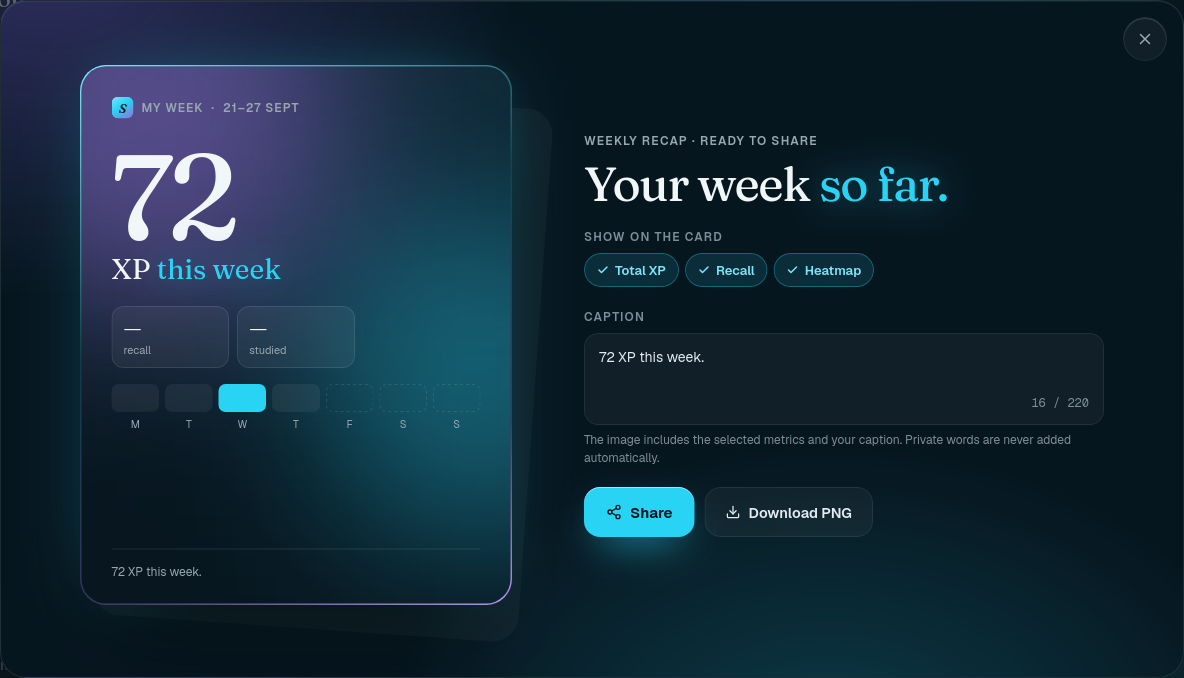 S MY WEEK · 21–27 SEPT
72
XP this week
—
recall
—
studied
M T W T F S S
72 XP this week.
WEEKLY RECAP · READY TO SHARE
Your week so far.
SHOW ON THE CARD
Total XP
Recall
Heatmap
CAPTION
72 XP this week.
16 / 220
The image includes the selected metrics and your caption. Private words are never added
automatically.
Share
Download PNG